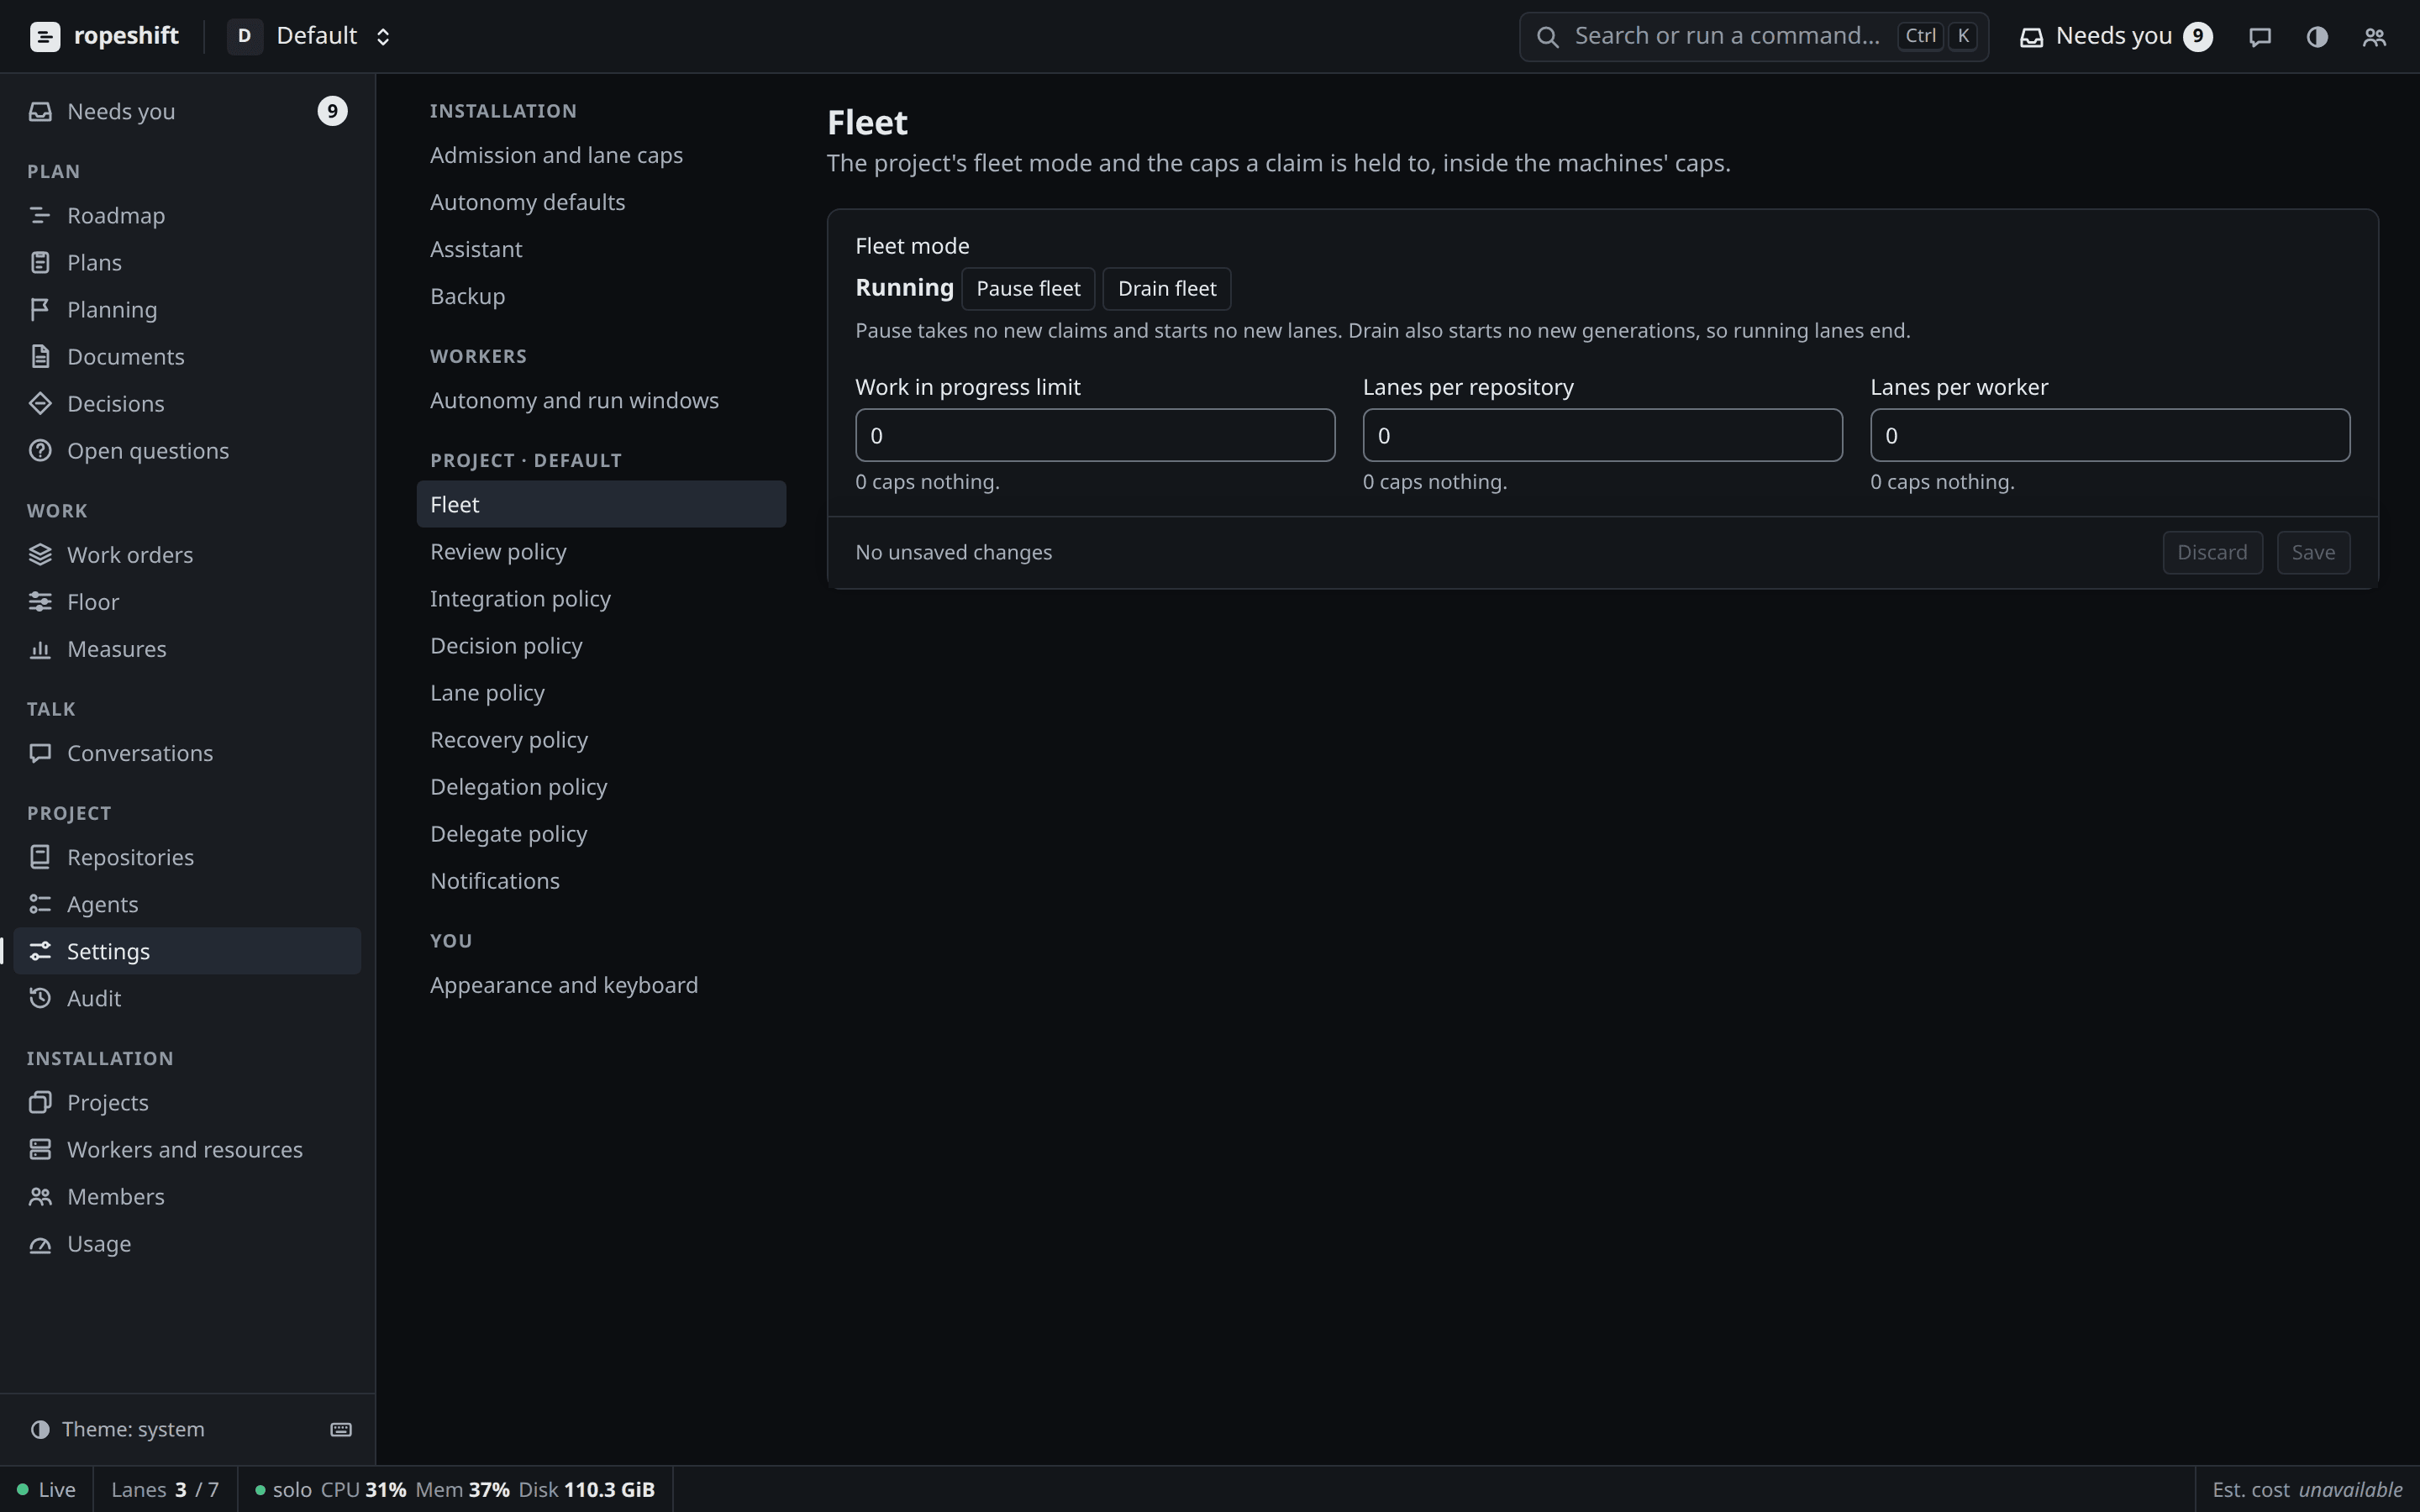 ropeshift
D Default
Search or run a command... Ctrl K
Needs you 9
Needs you 9
PLAN
Roadmap
Plans
Planning
Documents
Decisions
Open questions
WORK
Work orders
Floor
Measures
TALK
Conversations
PROJECT
Repositories
Agents
Settings
Audit
INSTALLATION
Projects
Workers and resources
Members
Usage
Theme: system
INSTALLATION
Admission and lane caps
Autonomy defaults
Assistant
Backup
WORKERS
Autonomy and run windows
PROJECT · DEFAULT
Fleet
Review policy
Integration policy
Decision policy
Lane policy
Recovery policy
Delegation policy
Delegate policy
Notifications
YOU
Appearance and keyboard
Fleet
The project's fleet mode and the caps a claim is held to, inside the machines' caps.
Fleet mode
Running Pause fleet Drain fleet
Pause takes no new claims and starts no new lanes. Drain also starts no new generations, so running lanes end.
Work in progress limit Lanes per repository Lanes per worker
0 0 0
0 caps nothing. 0 caps nothing. 0 caps nothing.
No unsaved changes Discard Save
Live Lanes 3 / 7 solo CPU 31% Mem 37% Disk 110.3 GiB Est. cost unavailable